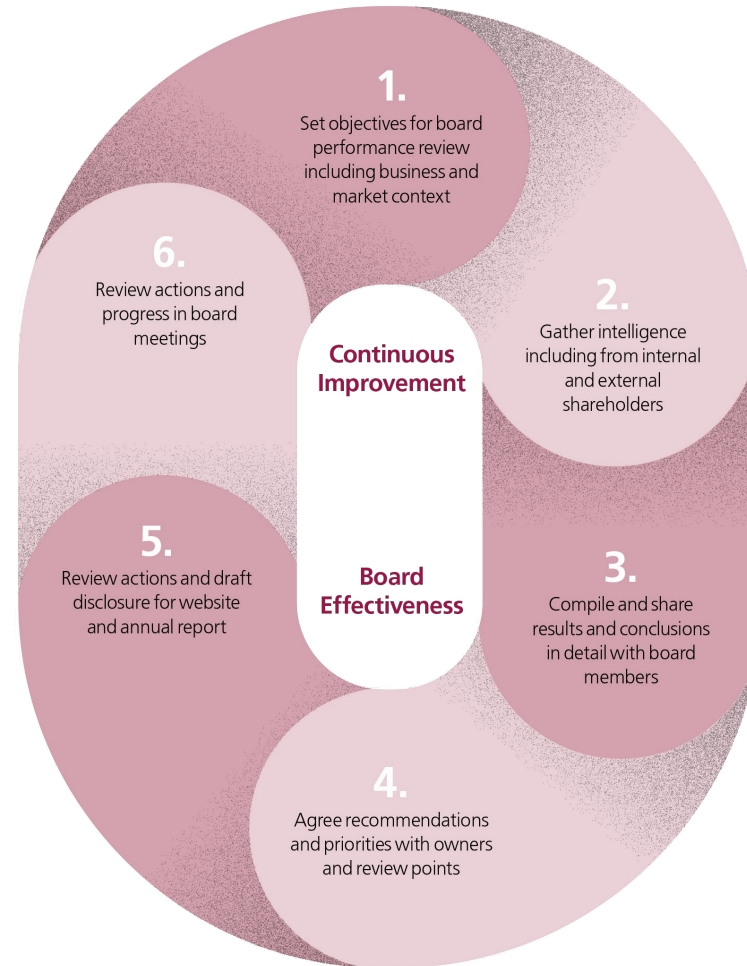 1.
Set objectives for board
performance review
including business and
market context
2.
Gather intelligence
including from internal
and external
shareholders
3.
Compile and share
results and conclusions
in detail with board
members
4.
Agree recommendations
and priorities with owners
and review points
5.
Review actions and draft
disclosure for website
and annual report
6.
Review actions and
progress in board
meetings
Continuous
Improvement
Board
Effectiveness